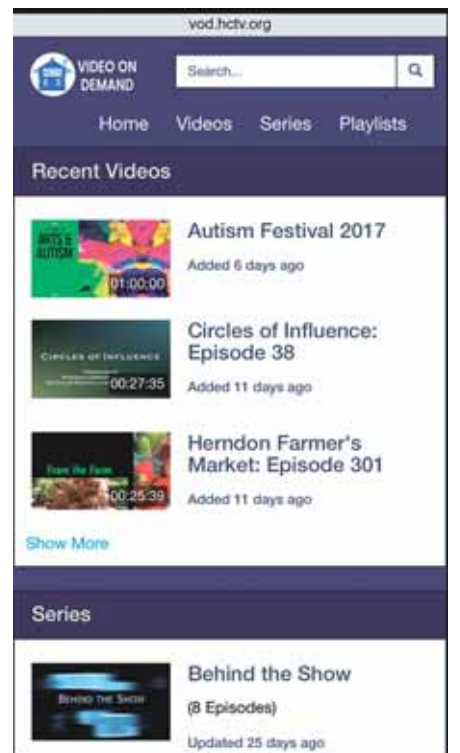 vod.hctv.org
VIDEO ON
DEMAND
Search...
Home Videos Series Playlists
Recent Videos
ARTS &
AUTISM
01:00:00
Autism Festival 2017
Added 6 days ago
CIRCLES OF INFLUENCE
00:27:35
Circles of Influence:
Episode 38
Added 11 days ago
From the Farm
00:25:39
Herndon Farmer's
Market: Episode 301
Added 11 days ago
Show More
Series
BEHIND THE SHOW
Behind the Show
(8 Episodes)
Updated 25 days ago